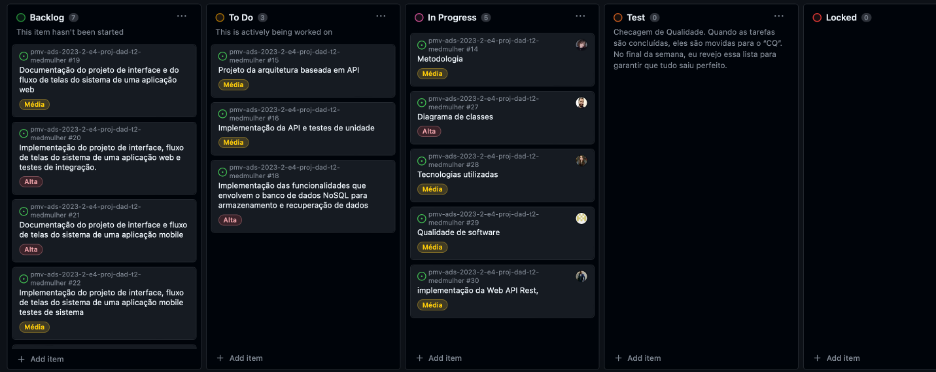 Backlog 7 ...
This item hasn't been started
pmv-ads-2023-2-e4-proj-dad-t2-
medmulher #19
Documentação do projeto de interface e do
fluxo de telas do sistema de uma aplicação
web
Média
pmv-ads-2023-2-e4-proj-dad-t2-
medmulher #20
Implementação do projeto de interface, fluxo
de telas do sistema de uma aplicação web e
testes de integração.
Alta
pmv-ads-2023-2-e4-proj-dad-t2-
medmulher #21
Documentação do projeto de interface e fluxo
de telas do sistema de uma aplicação mobile
Alta
pmv-ads-2023-2-e4-proj-dad-t2-
medmulher #22
Implementação do projeto de interface, fluxo
de telas do sistema de uma aplicação mobile
testes de sistema
Média
+ Add item
To Do 3 ...
This is actively being worked on
pmv-ads-2023-2-e4-proj-dad-t2-
medmulher #15
Projeto da arquitetura baseada em API
Média
pmv-ads-2023-2-e4-proj-dad-t2-
medmulher #16
Implementação da API e testes de unidade
Média
pmv-ads-2023-2-e4-proj-dad-t2-
medmulher #18
Implementação das funcionalidades que
envolvem o banco de dados NoSQL para
armazenamento e recuperação de dados
Alta
+ Add item
In Progress 5 ...
pmv-ads-2023-2-e4-proj-dad-t2-
medmulher #14
Metodologia
Média
pmv-ads-2023-2-e4-proj-dad-t2-
medmulher #27
Diagrama de classes
Alta
pmv-ads-2023-2-e4-proj-dad-t2-
medmulher #28
Tecnologias utilizadas
Média
pmv-ads-2023-2-e4-proj-dad-t2-
medmulher #29
Qualidade de software
Média
pmv-ads-2023-2-e4-proj-dad-t2-
medmulher #30
implementação da Web API Rest,
Média
+ Add item
Test 0 ...
Checagem de Qualidade. Quando as tarefas
são concluídas, eles são movidas para o "CQ".
No final da semana, eu revejo essa lista para
garantir que tudo saiu perfeito.
+ Add item
Locked 0
+ Add item